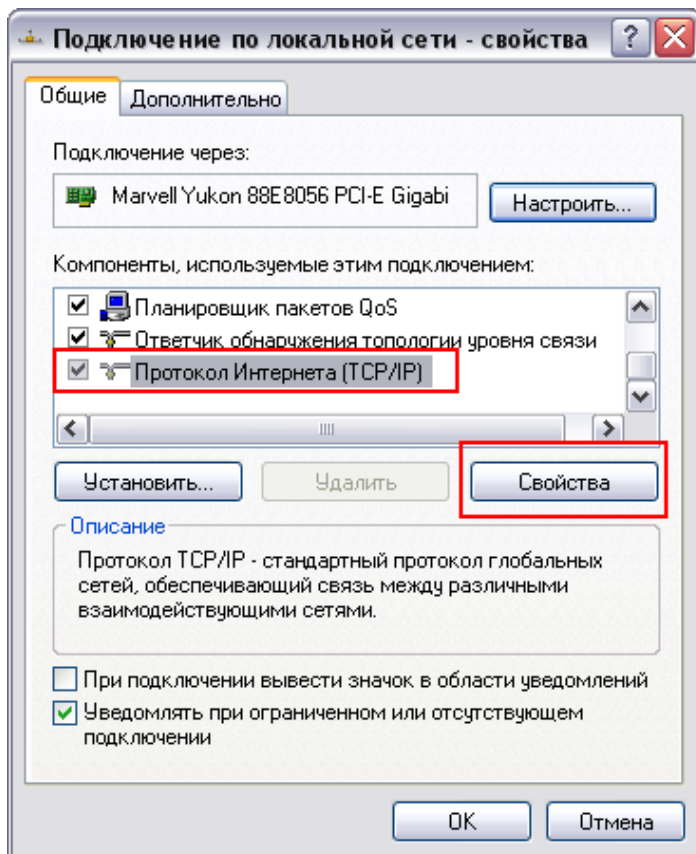 Подключение по локальной сети - свойства
Общие
Дополнительно
Подключение через:
Marvell Yukon 88E8056 PCI-E Gigabi
Настроить...
Компоненты, используемые этим подключением:
Планировщик пакетов QoS
Ответчик обнаружения топологии уровня связи
Протокол Интернета (TCP/IP)
Установить...
Удалить
Свойства
Описание
Протокол TCP/IP - стандартный протокол глобальных
сетей, обеспечивающий связь между различными
взаимодействующими сетями.
При подключении вывести значок в области уведомлений
Уведомлять при ограниченном или отсутствующем
подключении
OK
Отмена